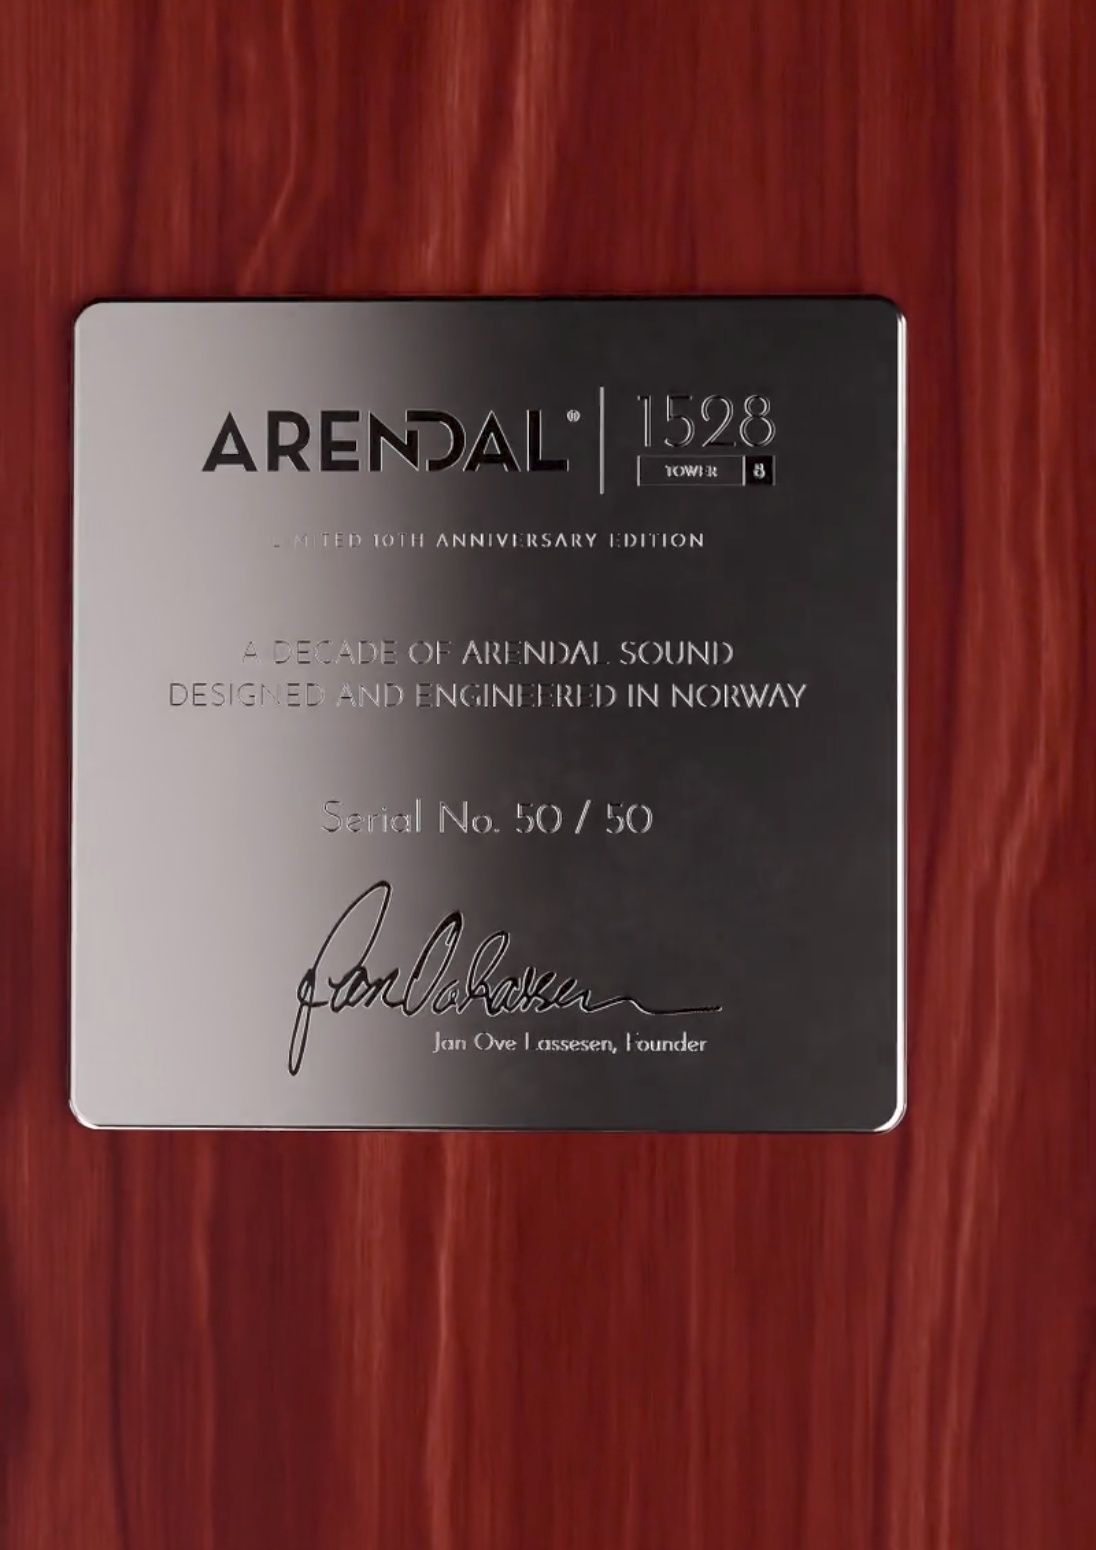 ARENDAL® | 1528
TOWER 8
LIMITED 10TH ANNIVERSARY EDITION
A DECADE OF ARENDAL SOUND
DESIGNED AND ENGINEERED IN NORWAY
Serial No. 50 / 50
Jan Ove Lassesen, Founder